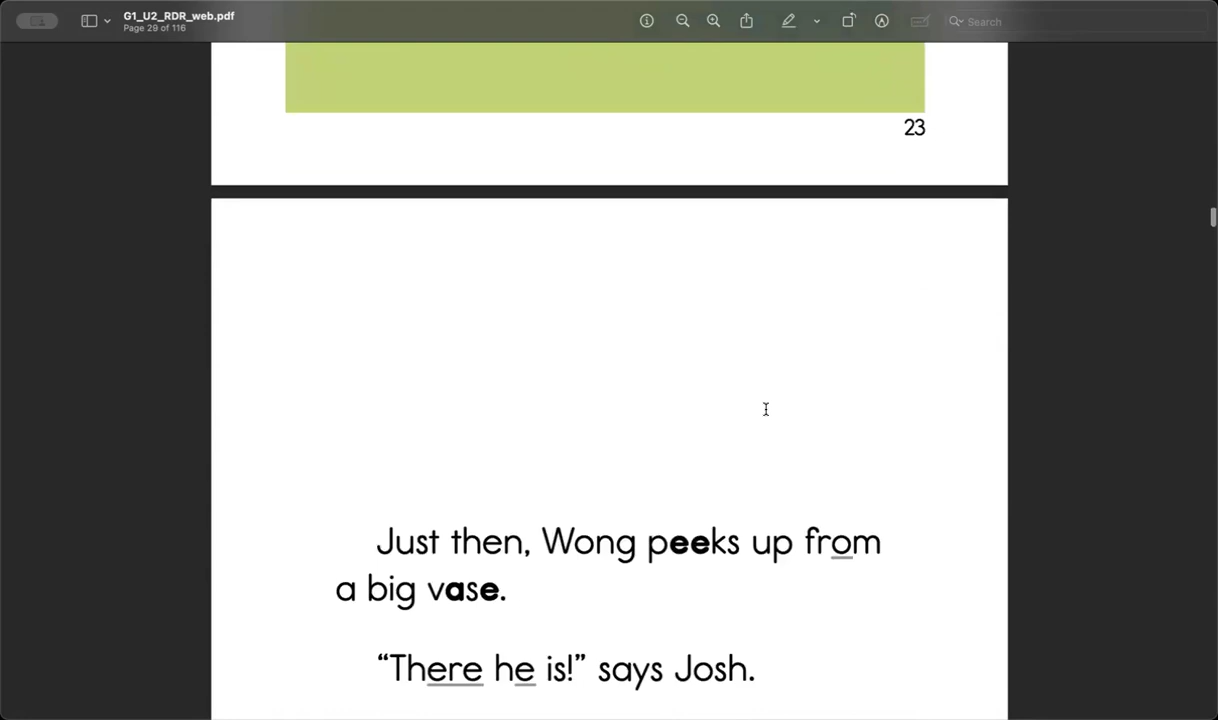 G1_U2_RDR_web.pdf
Page 29 of 116
Search
23
Just then, Wong peeks up from
a big vase.
“There he is!” says Josh.